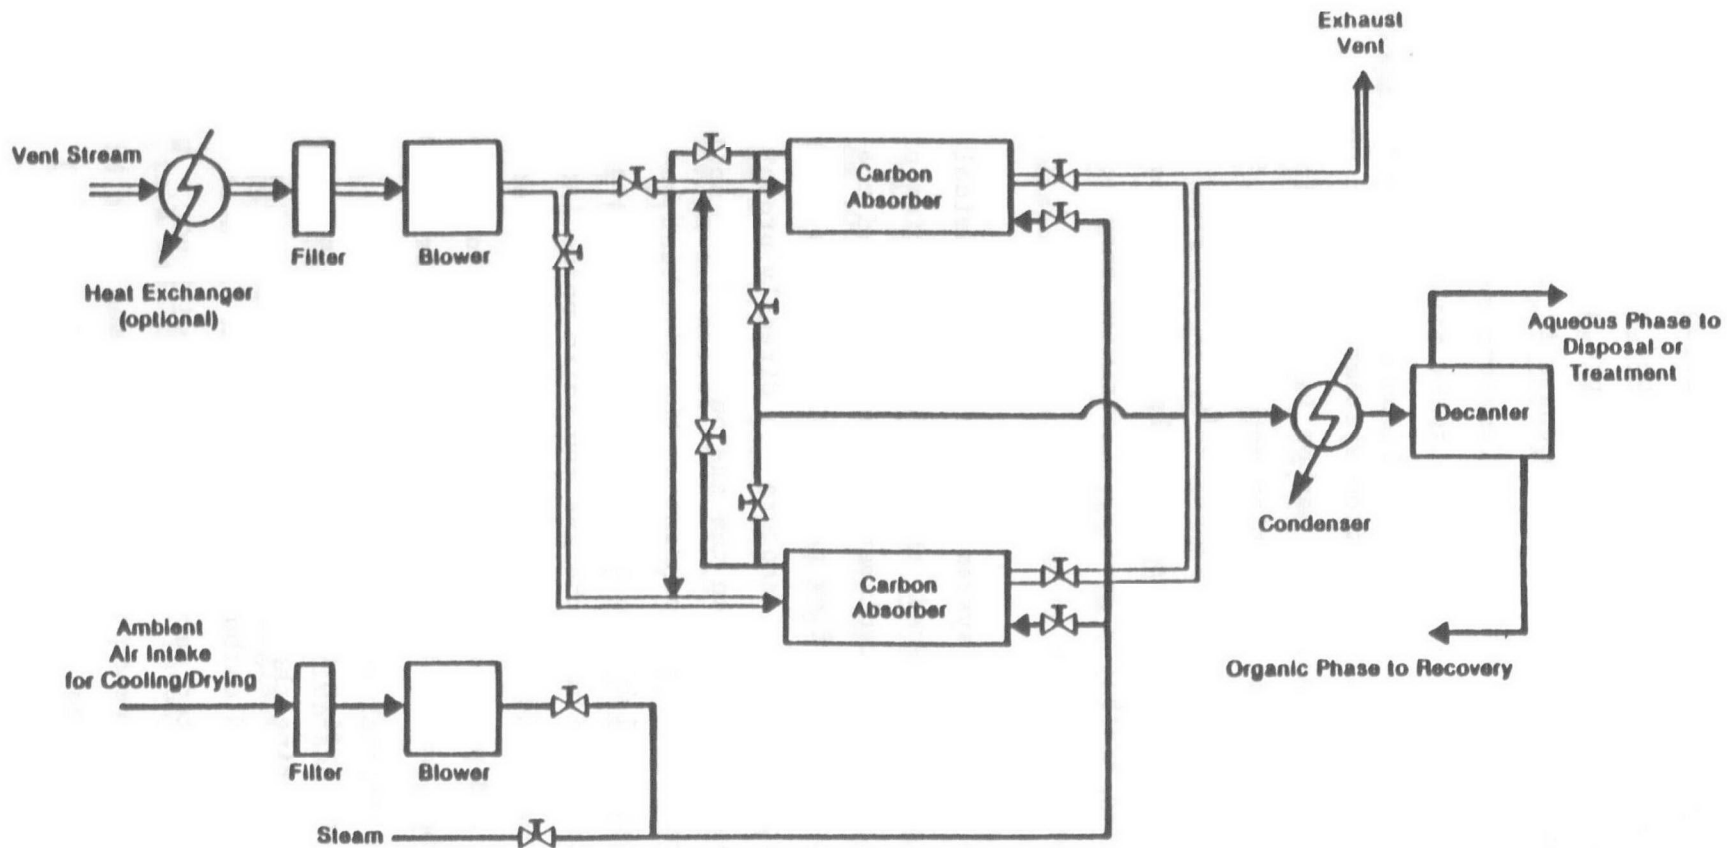 Exhaust
Vent
Vent Stream
Carbon
Absorber
Filter
Blower
Heat Exchanger
(optional)
Aqueous Phase to
Disposal or
Treatment
Decanter
Condenser
Carbon
Absorber
Ambient
Air Intake
for Cooling/Drying
Organic Phase to Recovery
Filter
Blower
Steam